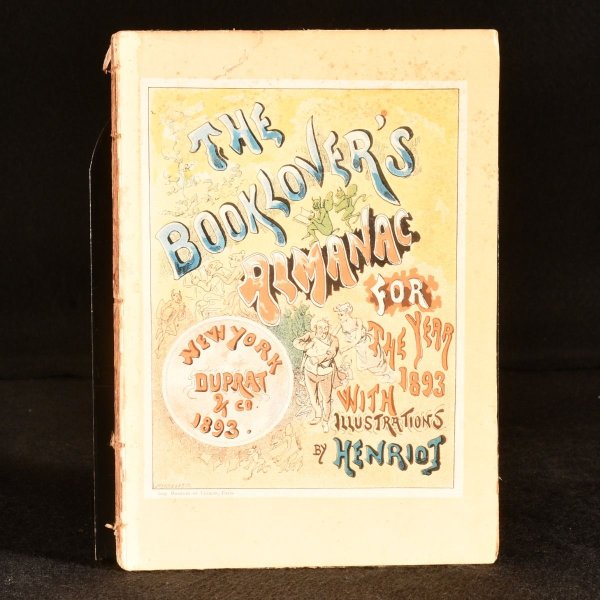 THE
BOOKLOVER'S
ALMANAC
FOR
THE YEAR
1893
WITH
ILLUSTRATIONS
BY HENRIOT
NEW YORK
DUPRAT
& CO.
1893.